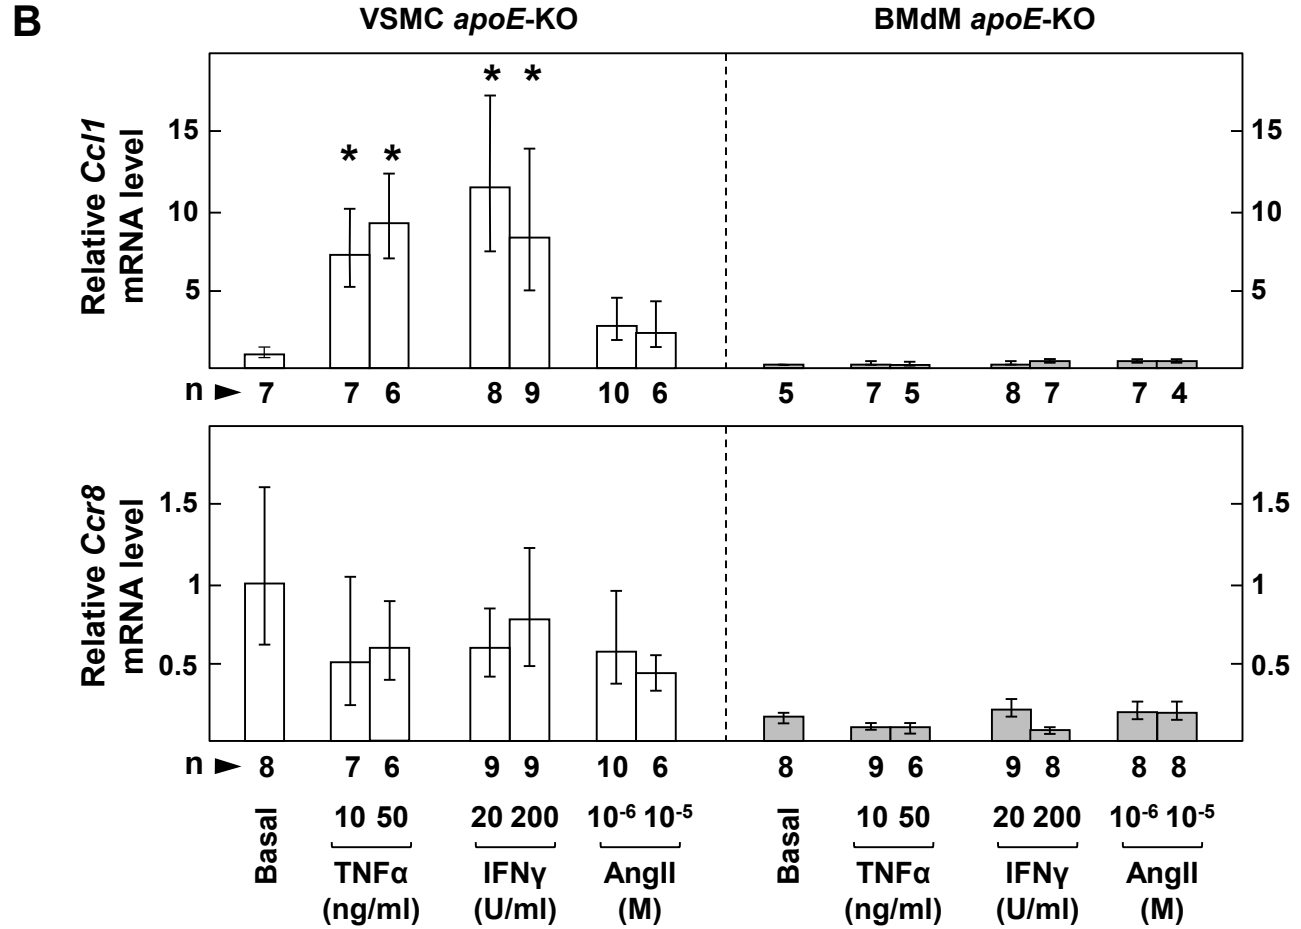 B
VSMC apoE-KO BMdM apoE-KO
Relative Ccl1
mRNA level
* * * *
15 15
10 10
5 5
n ► 7 7 6 8 9 10 6 5 7 5 8 7 7 4
Relative Ccr8
mRNA level
1.5 1.5
1 1
0.5 0.5
n ► 8 7 6 9 9 10 6 8 9 6 9 8 8 8
Basal 10 50 20 200 10⁻⁶ 10⁻⁵ Basal 10 50 20 200 10⁻⁶ 10⁻⁵
TNFα IFNγ AngII TNFα IFNγ AngII
(ng/ml) (U/ml) (M) (ng/ml) (U/ml) (M)